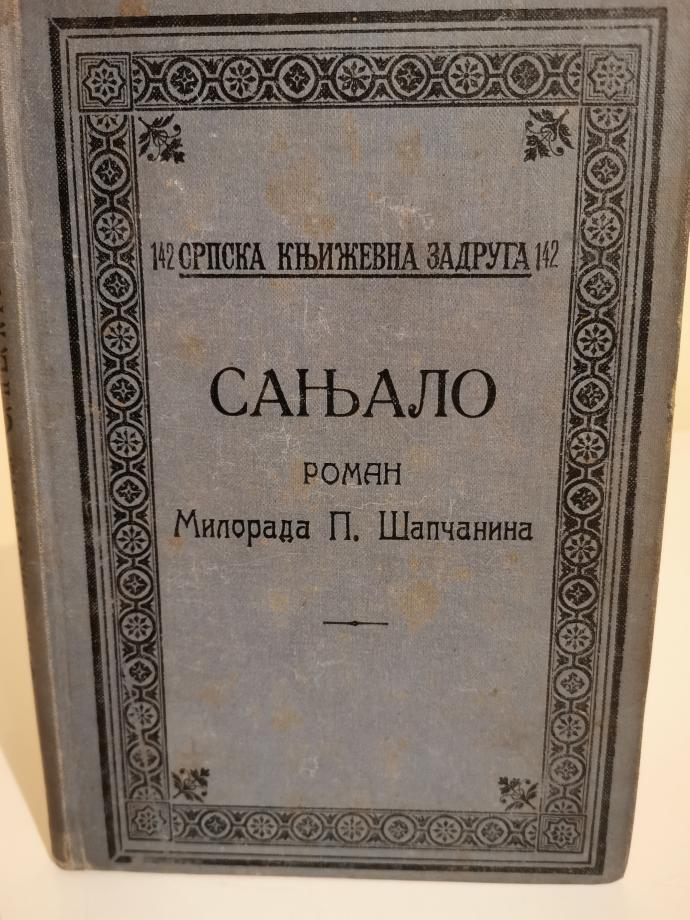 142 СРПСКА КЊИЖЕВНА ЗАДРУГА 142
САЊАЛО
РОМАН
Милорада П. Шапчанина